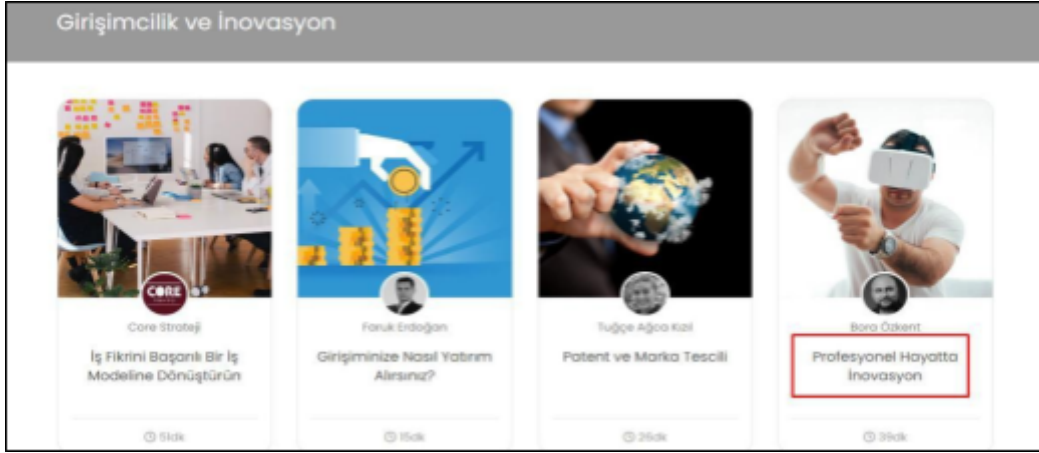 Girişimcilik ve İnovasyon
CORE
Core Strateji
İş Fikrini Başarılı Bir İş
Modeline Dönüştürün
51dk
Faruk Erdoğan
Girişiminize Nasıl Yatırım
Alırsınız?
15dk
Tuğçe Ağca Kızıl
Patent ve Marka Tescili
26dk
Bora Özkent
Profesyonel Hayatta
İnovasyon
39dk